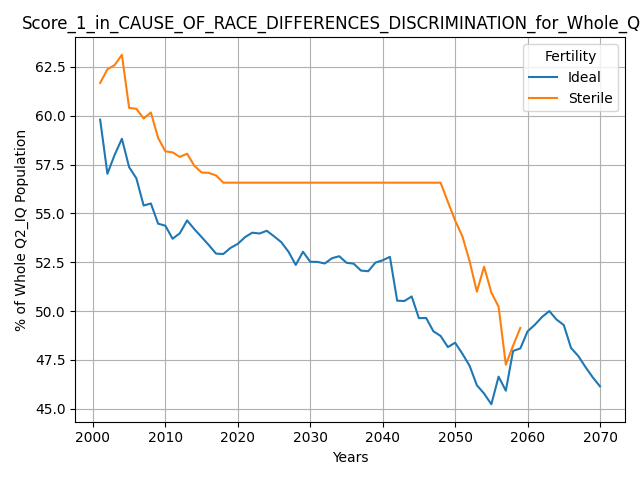 Score_1_in_CAUSE_OF_RACE_DIFFERENCES_DISCRIMINATION_for_Whole_Q
Fertility
Ideal
Sterile
% of Whole Q2_IQ Population
62.5
60.0
57.5
55.0
52.5
50.0
47.5
45.0
2000 2010 2020 2030 2040 2050 2060 2070
Years